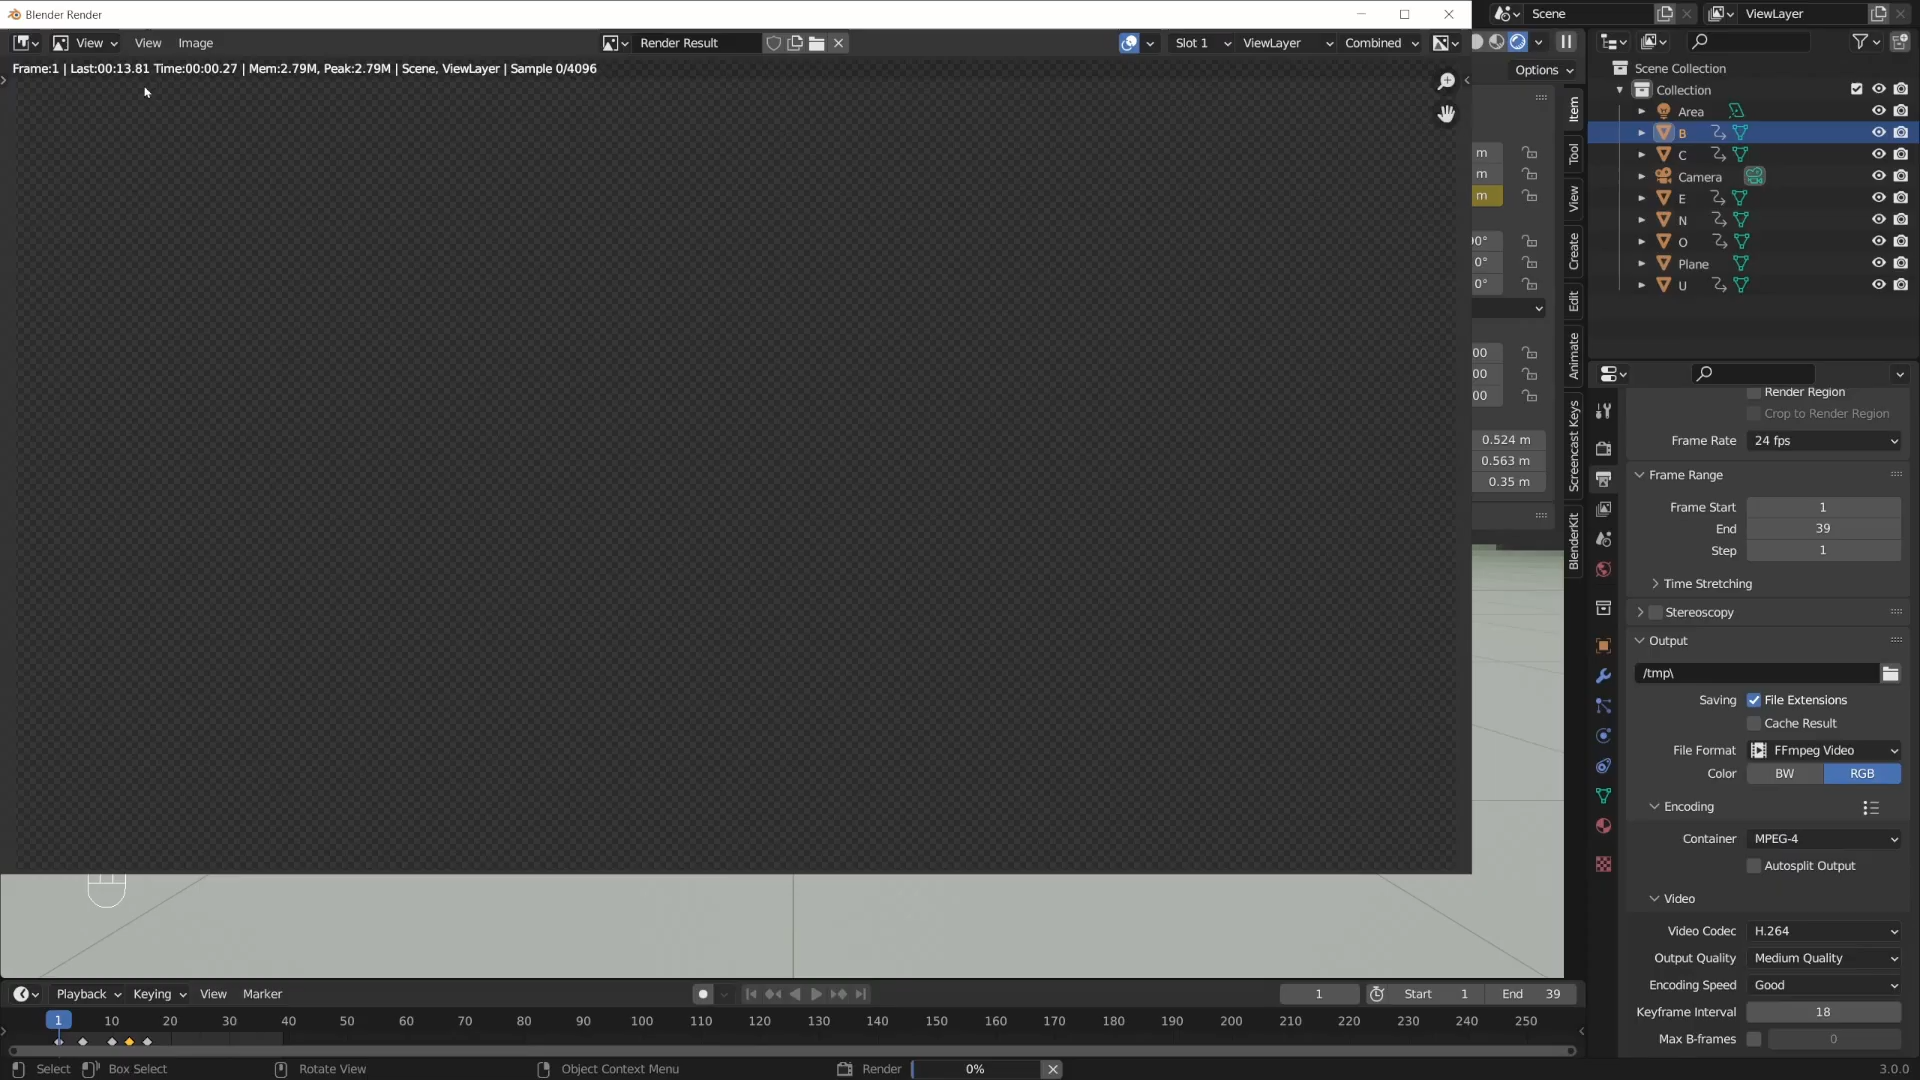 Blender Render
Scene
ViewLayer
View
View
Image
Render Result
Slot 1
ViewLayer
Combined
Frame:1 | Last:00:13.81 Time:00:00.27 | Mem:2.79M, Peak:2.79M | Scene, ViewLayer | Sample 0/4096
Options
Scene Collection
Collection
Area
B
C
Camera
E
N
O
Plane
U
Item
Tool
View
Create
Edit
Animate
Screencast Keys
BlenderKit
m
m
m
0°
0°
0°
00
00
00
0.524 m
0.563 m
0.35 m
Render Region
Crop to Render Region
Frame Rate 24 fps
Frame Range
Frame Start 1
End 39
Step 1
Time Stretching
Stereoscopy
Output
/tmp\
Saving File Extensions
Cache Result
File Format FFmpeg Video
Color BW RGB
Encoding
Container MPEG-4
Autosplit Output
Video
Video Codec H.264
Output Quality Medium Quality
Encoding Speed Good
Keyframe Interval 18
Max B-frames 0
Playback Keying View Marker
1 Start 1 End 39
1 10 20 30 40 50 60 70 80 90 100 110 120 130 140 150 160 170 180 190 200 210 220 230 240 250
Select Box Select Rotate View Object Context Menu Render 0% 3.0.0